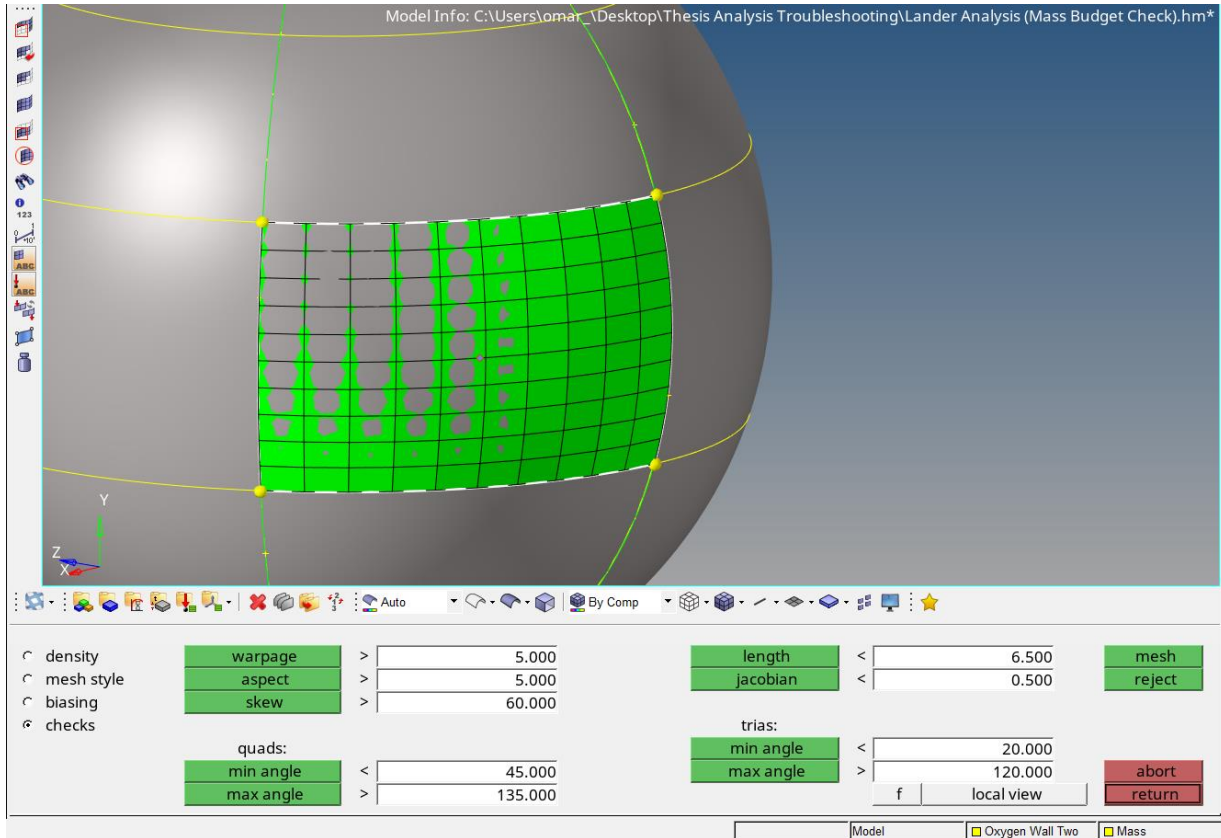 Model Info: C:\Users\omar_\Desktop\Thesis Analysis Troubleshooting\Lander Analysis (Mass Budget Check).hm*
123
ABC
ABC
Y
Z
X
Auto
By Comp
density
mesh style
biasing
checks
warpage > 5.000
aspect > 5.000
skew > 60.000
quads:
min angle < 45.000
max angle > 135.000
length < 6.500
jacobian < 0.500
trias:
min angle < 20.000
max angle > 120.000
f local view
mesh
reject
abort
return
Model Oxygen Wall Two Mass